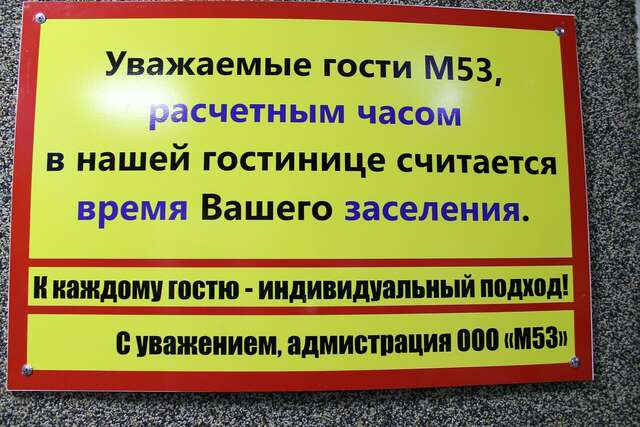 Уважаемые гости М53,
расчетным часом
в нашей гостинице считается
время Вашего заселения.
К каждому гостю - индивидуальный подход!
С уважением, адмистрация ООО «М53»